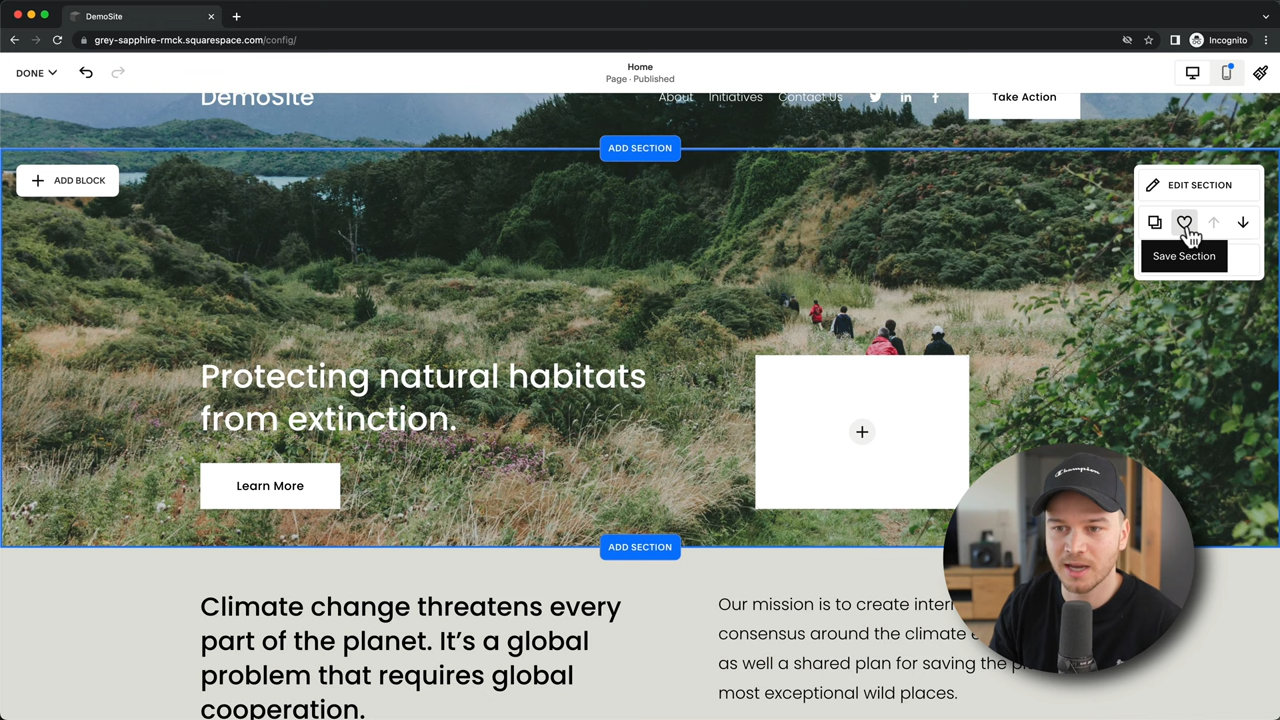 DemoSite
grey-sapphire-rmck.squarespace.com/config/
Incognito
DONE
Home
Page · Published
DemoSite
About
Initiatives
Contact Us
Take Action
ADD SECTION
ADD BLOCK
EDIT SECTION
Save Section
Protecting natural habitats
from extinction.
Learn More
ADD SECTION
Climate change threatens every
part of the planet. It's a global
problem that requires global
cooperation.
Our mission is to create
consensus around the climate
as well a shared plan for saving the
most exceptional wild places.
Champion